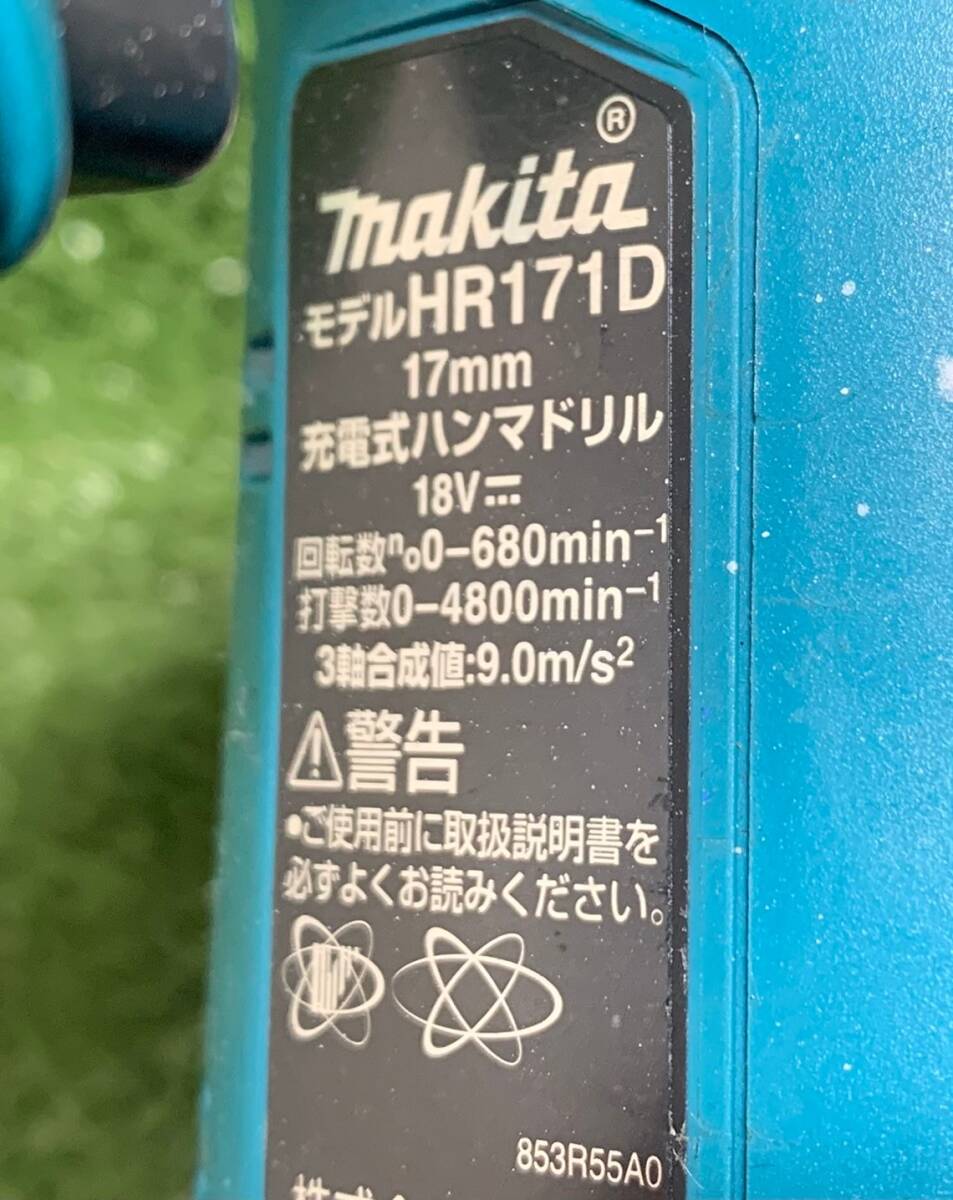 ®
makita
モデルHR171D
17mm
充電式ハンマドリル
18V⎓
回転数n₀0-680min⁻¹
打撃数0-4800min⁻¹
3軸合成値:9.0m/s²
⚠警告
•ご使用前に取扱説明書を
必ずよくお読みください。
853R55A0
株式会